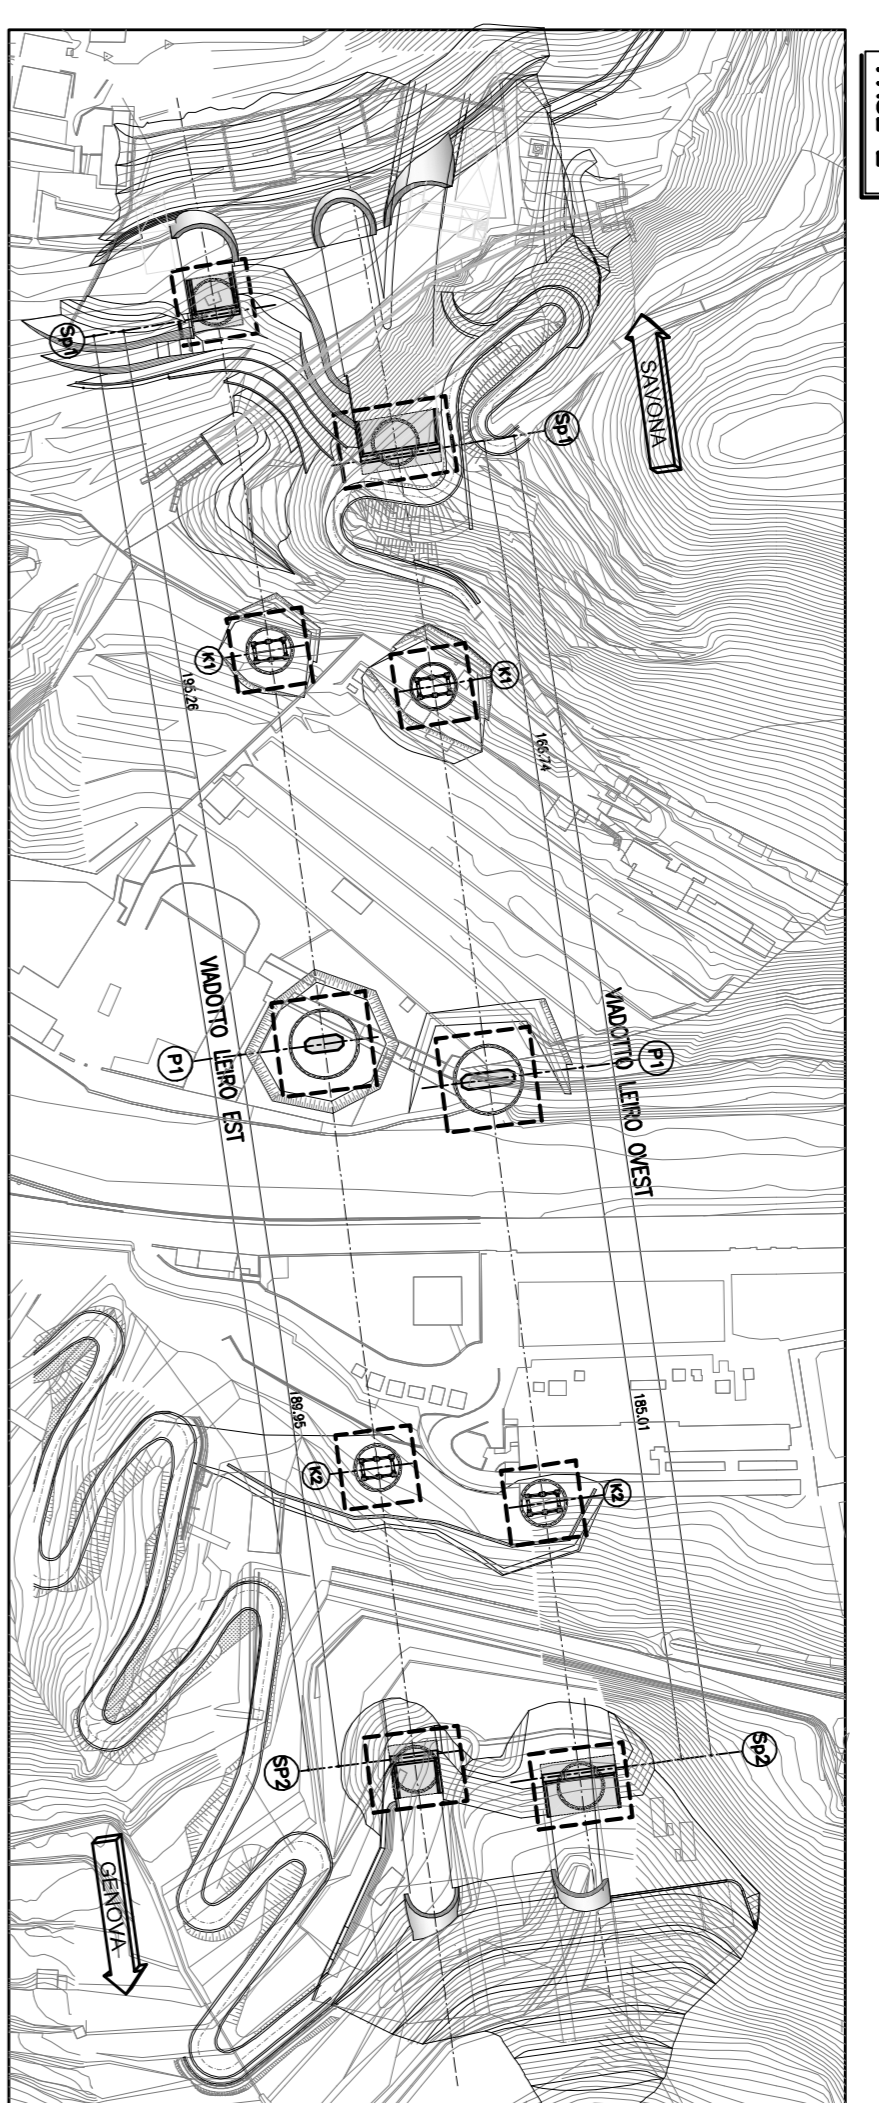 Sp1
SAVONA
Sp1
K1
K1
195.26
166.74
VIADOTTO LEIRO EST
VIADOTTO LEIRO OVEST
P1
P1
189.95
185.01
K2
K2
SP2
Sp2
GENOVA